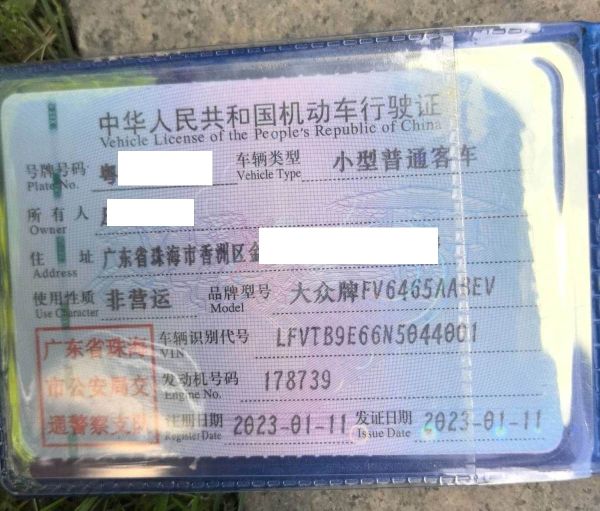 中华人民共和国机动车行驶证
Vehicle License of the People's Republic of China
号牌号码 粤 车辆类型 小型普通客车
Plate No. Vehicle Type
所有人
Owner
住址 广东省珠海市香洲区金
Address
使用性质 非营运 品牌型号 大众牌FV6465AABEV
Use Character Model
车辆识别代号 LFVTB9E66N5044001
VIN
发动机号码 178739
Engine No.
注册日期 2023-01-11 发证日期 2023-01-11
Register Date Issue Date
广东省珠海
市公安局交
通警察支队